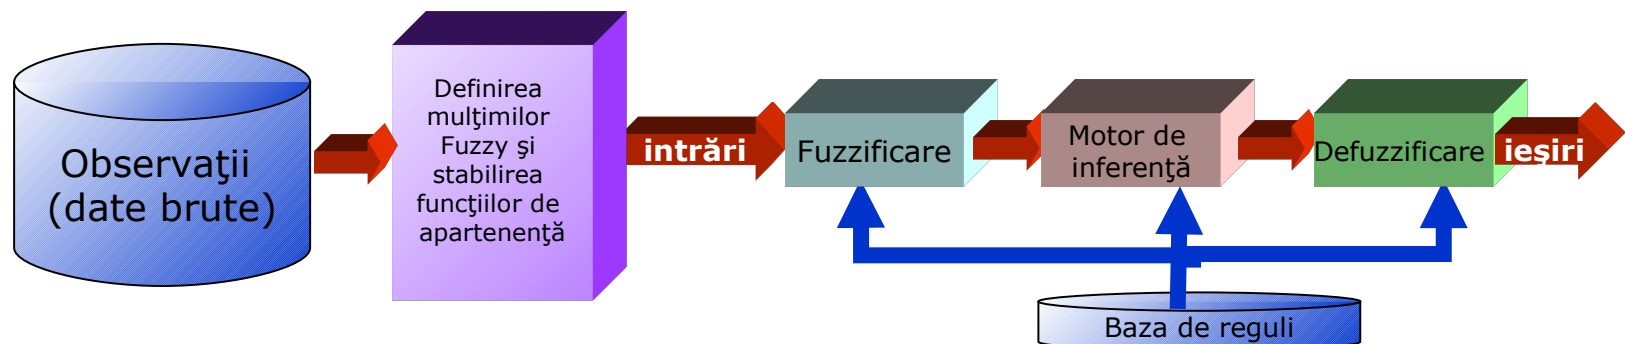 Observaţii
(date brute)
Definirea
mulţimilor
Fuzzy şi
stabilirea
funcţiilor de
apartenenţă
intrări
Fuzzificare
Motor de
inferenţă
Defuzzificare
ieşiri
Baza de reguli